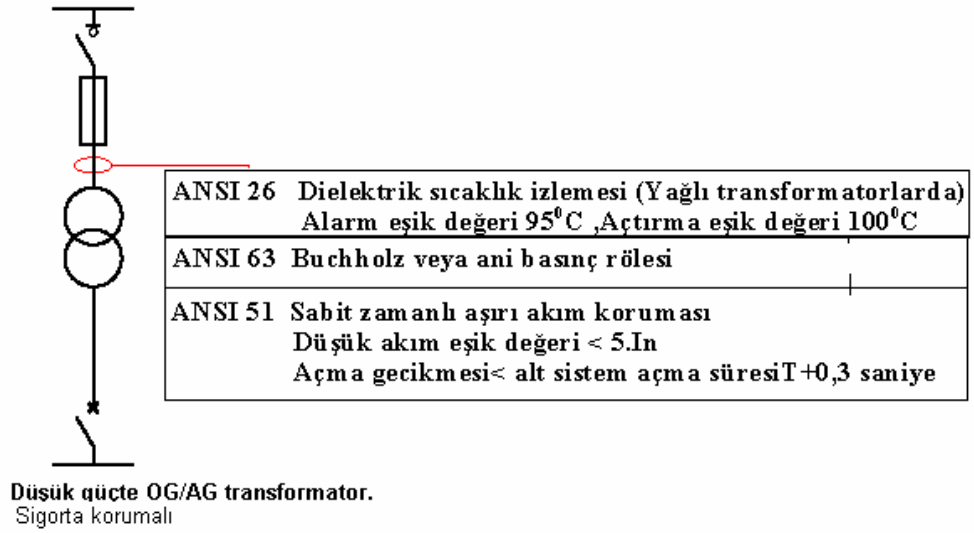 ANSI 26 Dielektrik sıcaklık izlemesi (Yağlı transformatorlarda)
Alarm eşik değeri 95⁰C ,Açtırma eşik değeri 100⁰C
ANSI 63 Buchholz veya ani basınç rölesi
ANSI 51 Sabit zamanlı aşırı akım koruması
Düşük akım eşik değeri < 5.In
Açma gecikmesi< alt sistem açma süresiT+0,3 saniye
Düşük güçte OG/AG transformator.
Sigorta korumalı